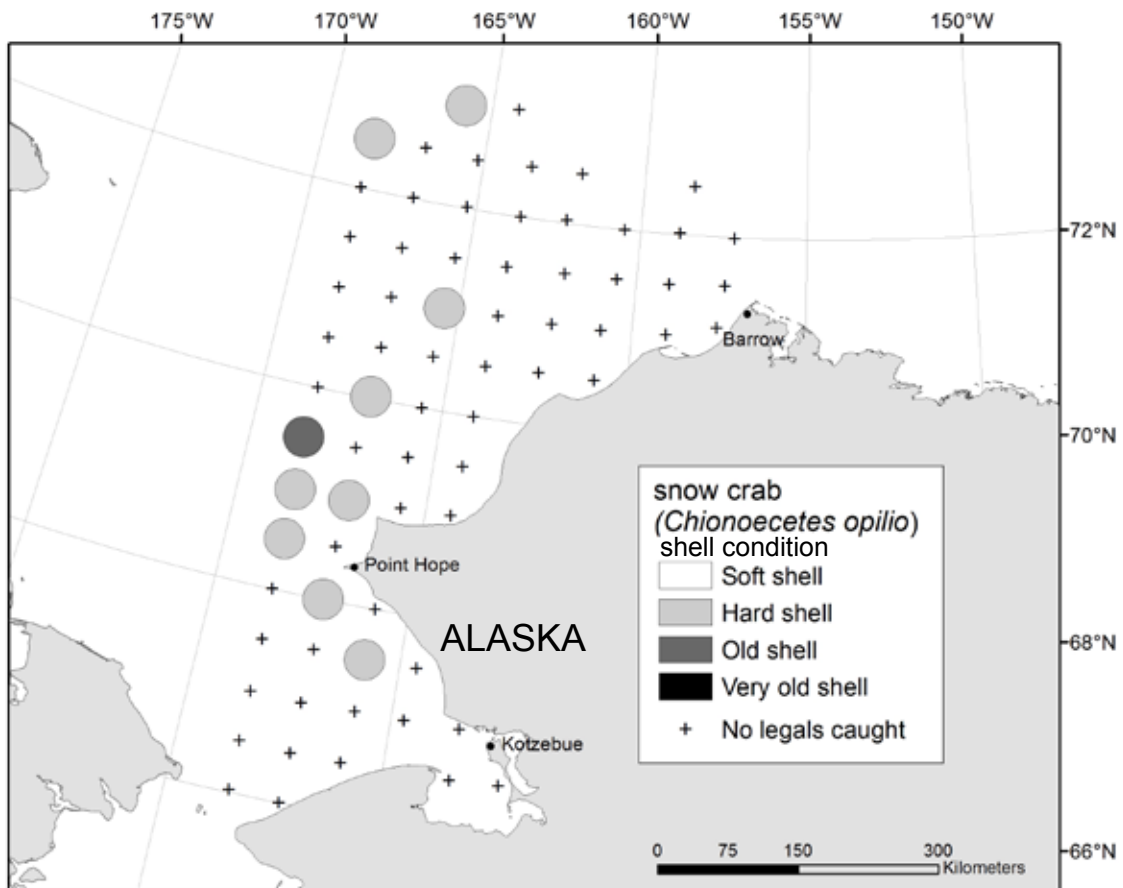 175°W 170°W 165°W 160°W 155°W 150°W
72°N
Barrow
70°N
snow crab
(Chionoecetes opilio)
shell condition
Soft shell
Hard shell
Old shell
Very old shell
No legals caught
Point Hope
ALASKA
68°N
Kotzebue
0 75 150 300
Kilometers
66°N